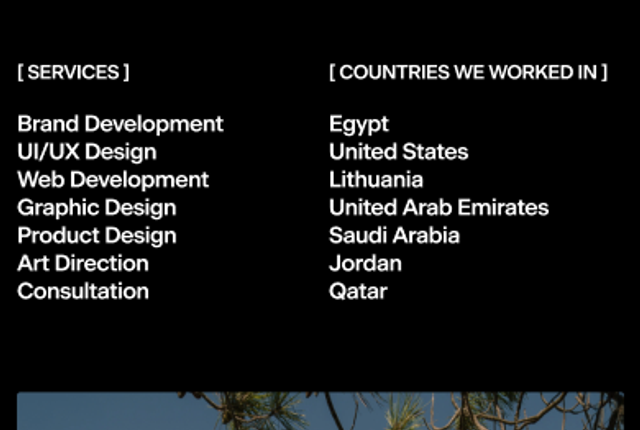 [ SERVICES ]
Brand Development
UI/UX Design
Web Development
Graphic Design
Product Design
Art Direction
Consultation
[ COUNTRIES WE WORKED IN ]
Egypt
United States
Lithuania
United Arab Emirates
Saudi Arabia
Jordan
Qatar